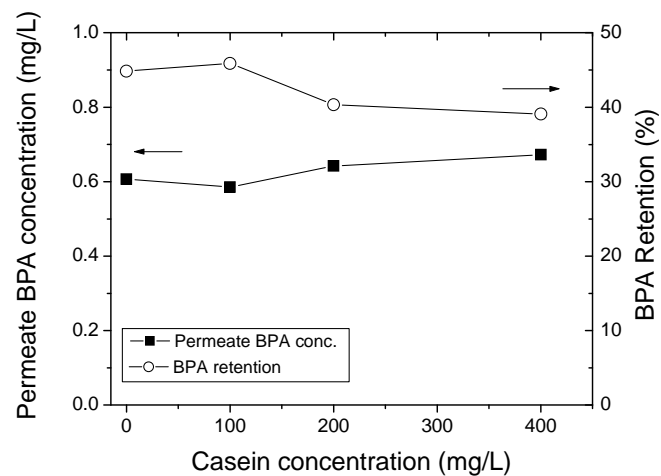 1.0
0.8
0.6
0.4
0.2
0.0
Permeate BPA concentration (mg/L)
50
40
30
20
10
0
BPA Retention (%)
Permeate BPA conc.
BPA retention
0 100 200 300 400
Casein concentration (mg/L)